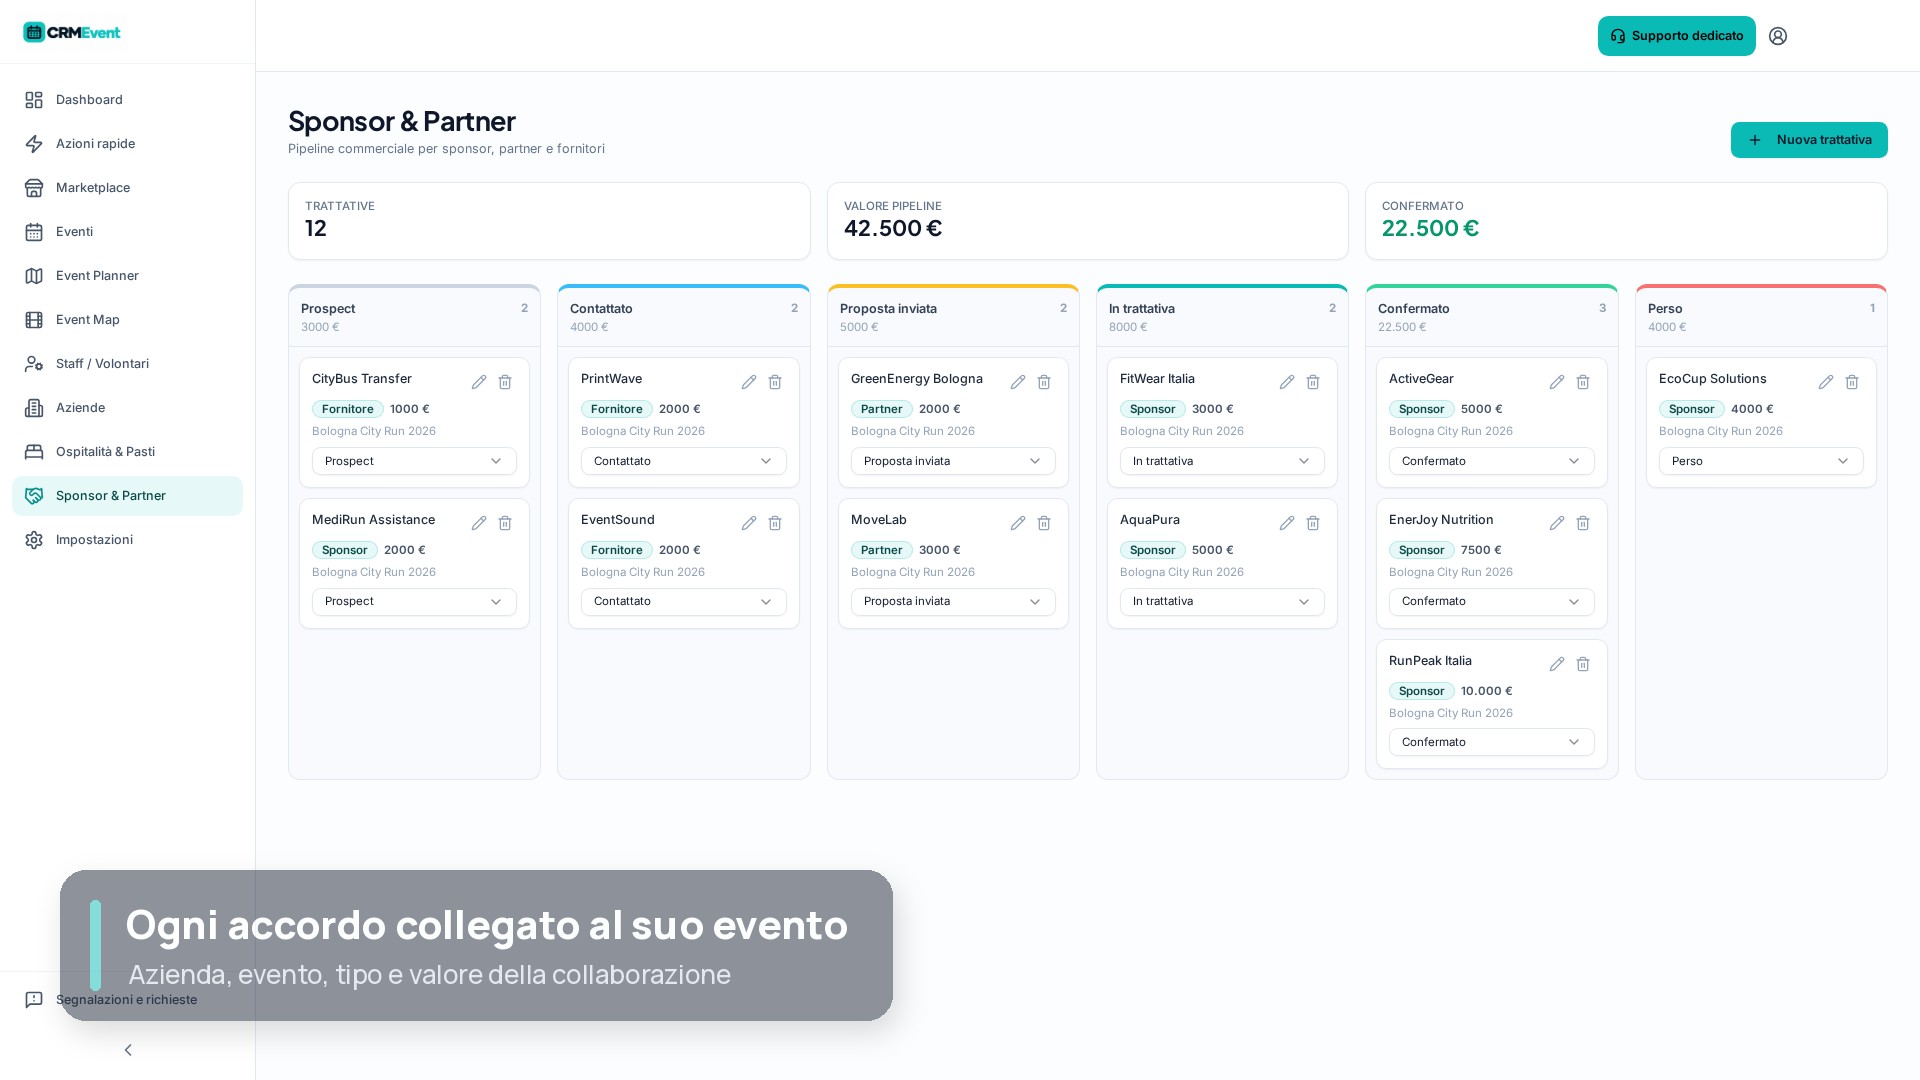 CRMEvent
Supporto dedicato
Dashboard
Azioni rapide
Marketplace
Eventi
Event Planner
Event Map
Staff / Volontari
Aziende
Ospitalità & Pasti
Sponsor & Partner
Impostazioni
Segnalazioni e richieste
Sponsor & Partner
Pipeline commerciale per sponsor, partner e fornitori
Nuova trattativa
TRATTATIVE
12
VALORE PIPELINE
42.500 €
CONFERMATO
22.500 €
Prospect 2
3000 €
CityBus Transfer
Fornitore 1000 €
Bologna City Run 2026
Prospect
MediRun Assistance
Sponsor 2000 €
Bologna City Run 2026
Prospect
Contattato 2
4000 €
PrintWave
Fornitore 2000 €
Bologna City Run 2026
Contattato
EventSound
Fornitore 2000 €
Bologna City Run 2026
Contattato
Proposta inviata 2
5000 €
GreenEnergy Bologna
Partner 2000 €
Bologna City Run 2026
Proposta inviata
MoveLab
Partner 3000 €
Bologna City Run 2026
Proposta inviata
In trattativa 2
8000 €
FitWear Italia
Sponsor 3000 €
Bologna City Run 2026
In trattativa
AquaPura
Sponsor 5000 €
Bologna City Run 2026
In trattativa
Confermato 3
22.500 €
ActiveGear
Sponsor 5000 €
Bologna City Run 2026
Confermato
EnerJoy Nutrition
Sponsor 7500 €
Bologna City Run 2026
Confermato
RunPeak Italia
Sponsor 10.000 €
Bologna City Run 2026
Confermato
Perso 1
4000 €
EcoCup Solutions
Sponsor 4000 €
Bologna City Run 2026
Perso
Ogni accordo collegato al suo evento
Azienda, evento, tipo e valore della collaborazione